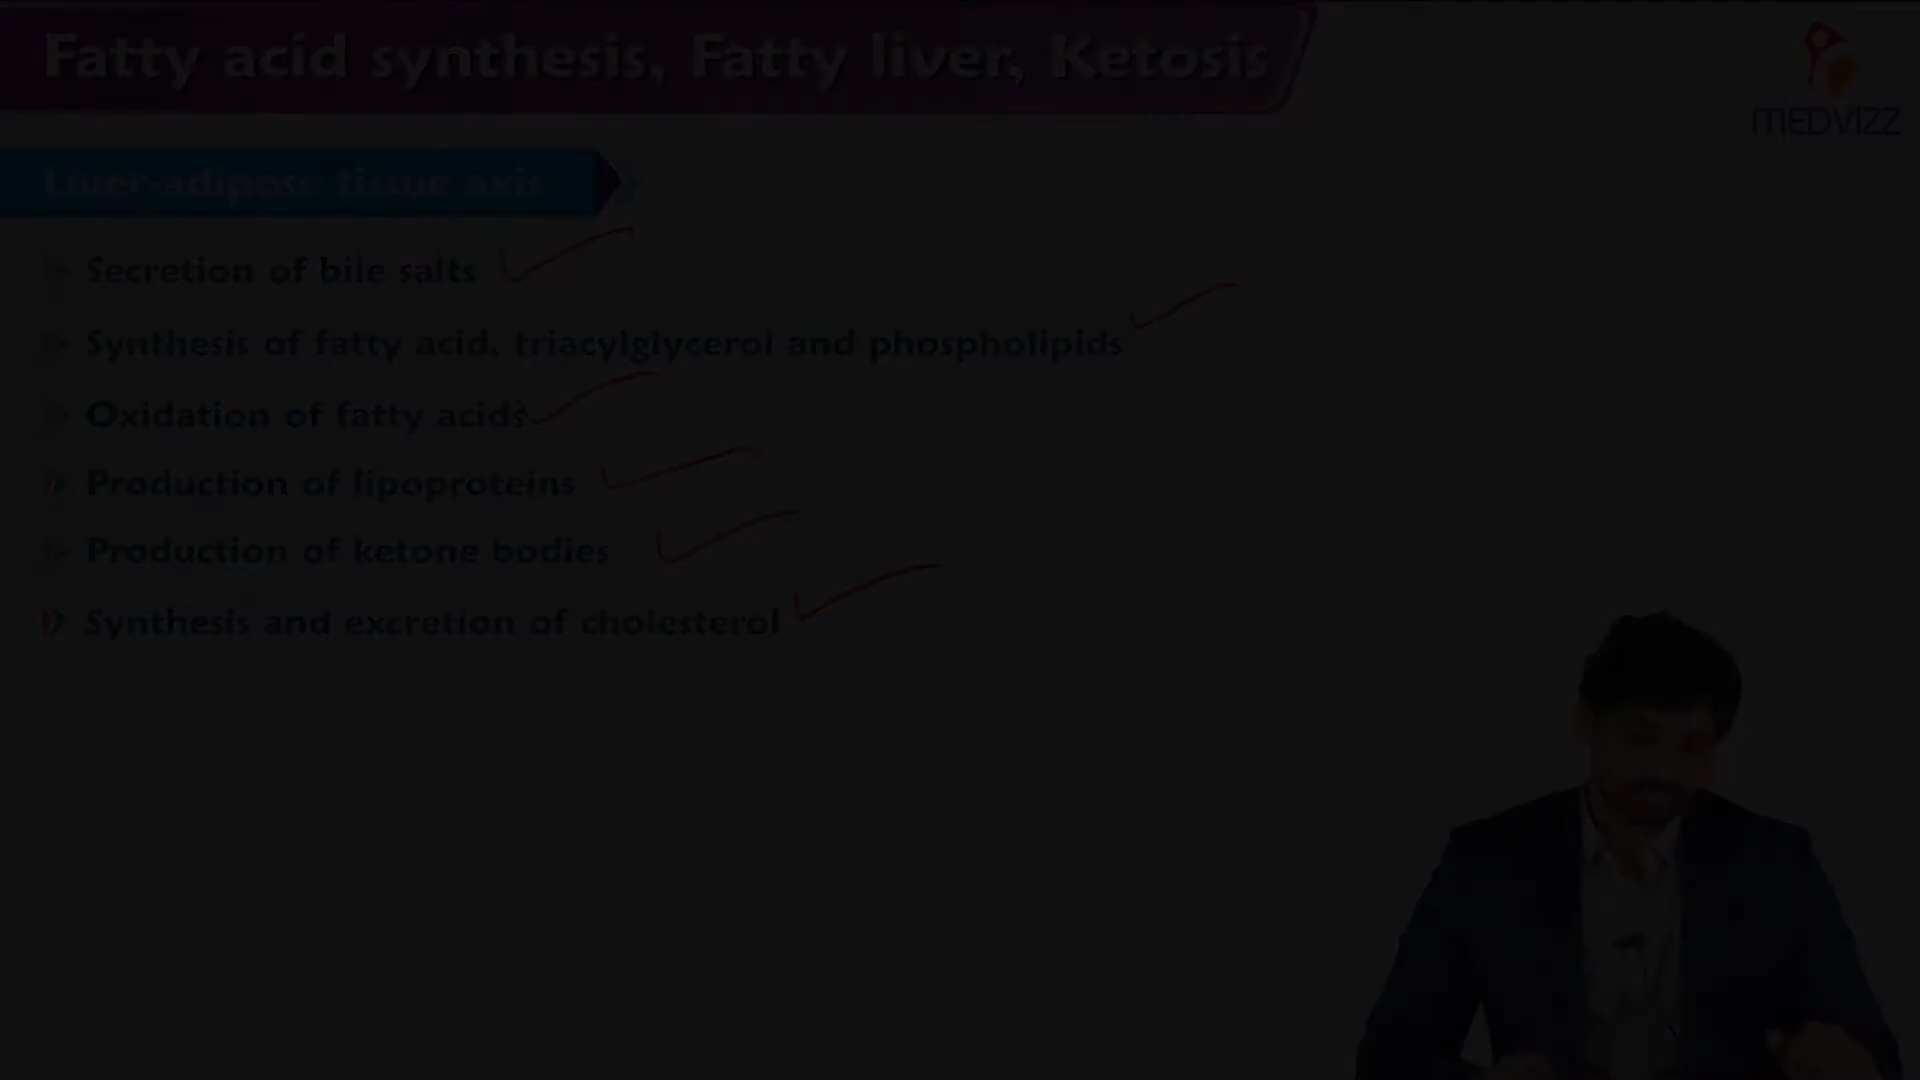 Fatty acid synthesis, Fatty liver, Ketosis
MEDVIZZ
Liver-adipose tissue axis
Secretion of bile salts
Synthesis of fatty acid, triacylglycerol and phospholipids
Oxidation of fatty acids
Production of lipoproteins
Production of ketone bodies
Synthesis and excretion of cholesterol